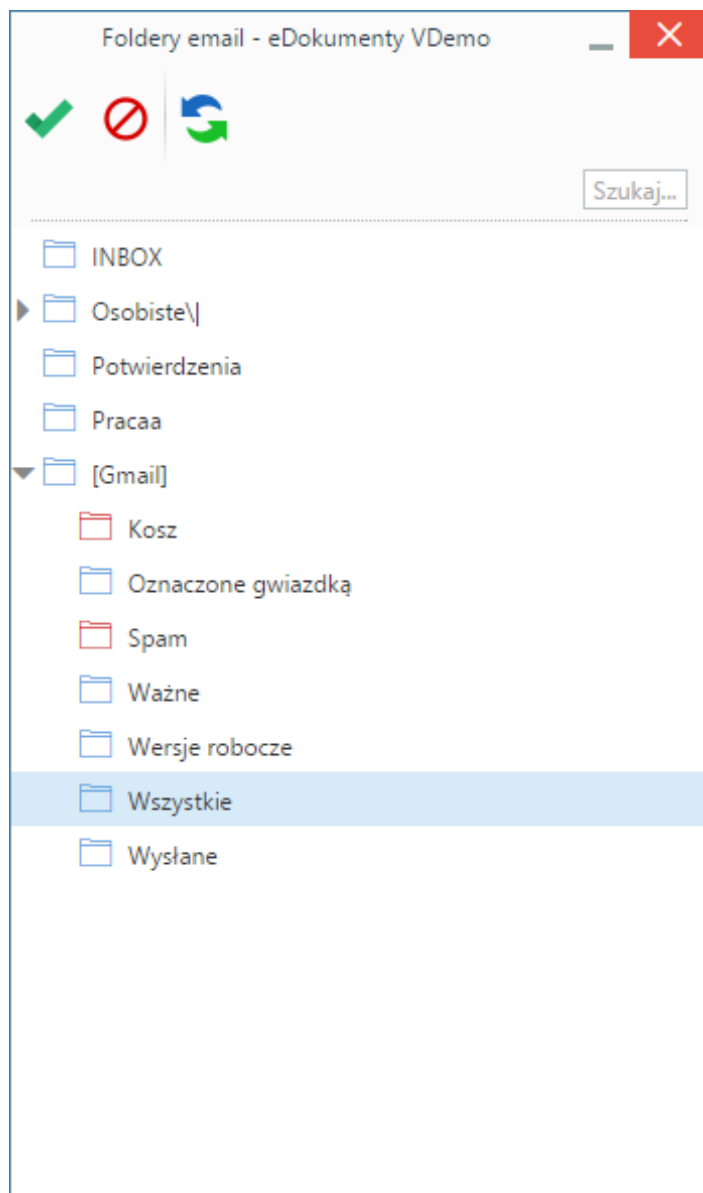 Foldery email - eDokumenty VDemo
Szukaj...
INBOX
Osobiste\|
Potwierdzenia
Pracaa
[Gmail]
Kosz
Oznaczone gwiazdką
Spam
Ważne
Wersje robocze
Wszystkie
Wysłane